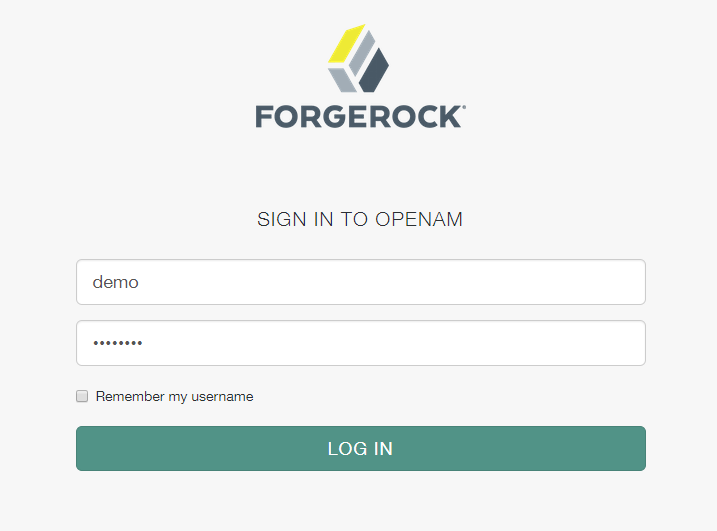 FORGEROCK®
SIGN IN TO OPENAM
demo
••••••••
Remember my username
LOG IN